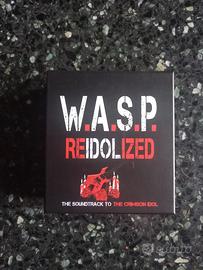 W.A.S.P.
REIDOLIZED
THE SOUNDTRACK TO THE CRIMSON IDOL
subito